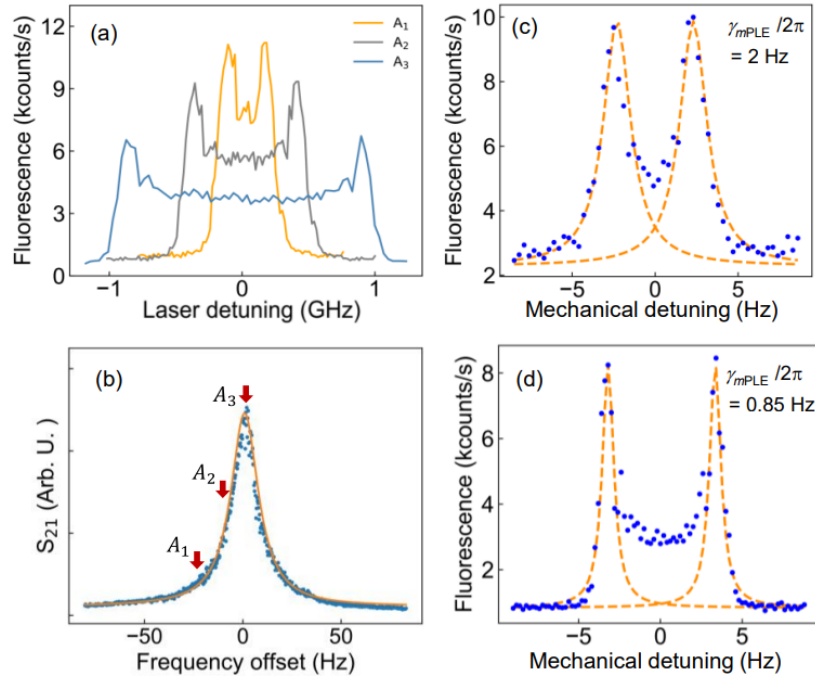 (a)
A₁
A₂
A₃
Fluorescence (kcounts/s)
12
9
6
3
0
−1
0
1
Laser detuning (GHz)
(b)
A₁
A₂
A₃
S₂₁ (Arb. U. )
−50
0
50
Frequency offset (Hz)
(c)
γmPLE /2π
= 2 Hz
Fluorescence (kcounts/s)
10
8
6
4
2
−5
0
5
Mechanical detuning (Hz)
(d)
γmPLE /2π
= 0.85 Hz
Fluorescence (kcounts/s)
8
6
4
2
−5
0
5
Mechanical detuning (Hz)